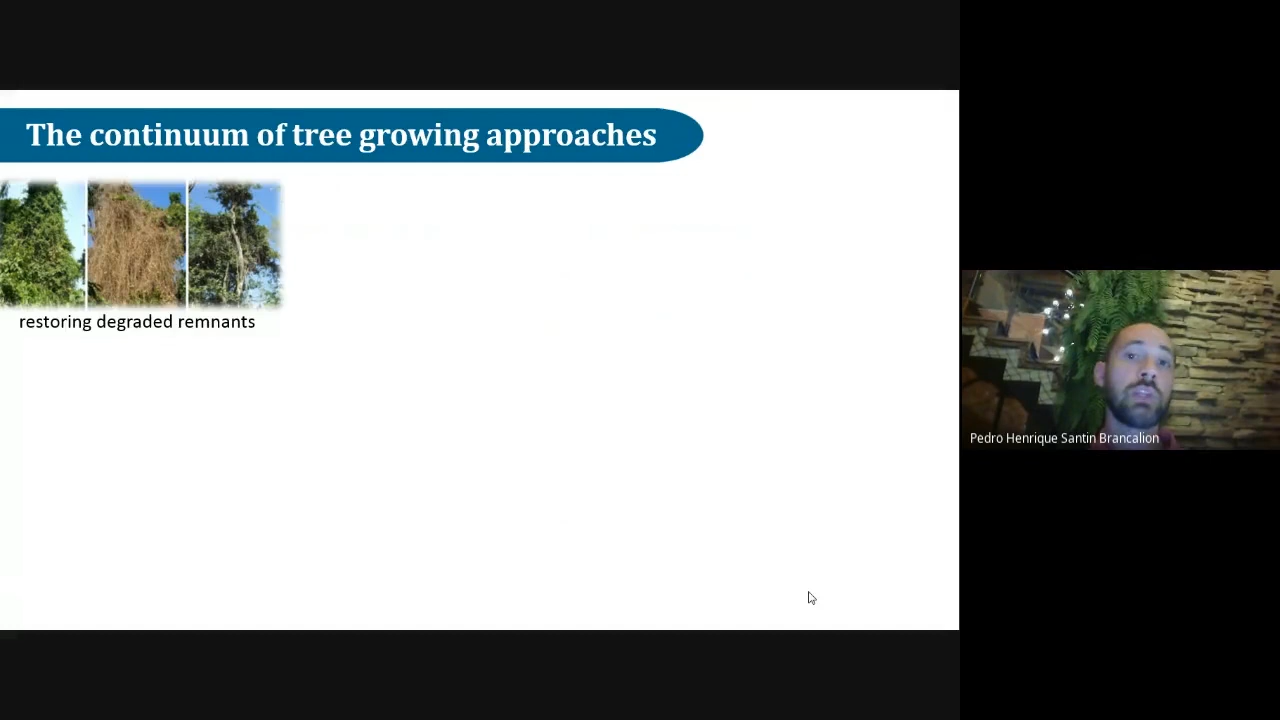 The continuum of tree growing approaches
restoring degraded remnants
Pedro Henrique Santin Brancalion